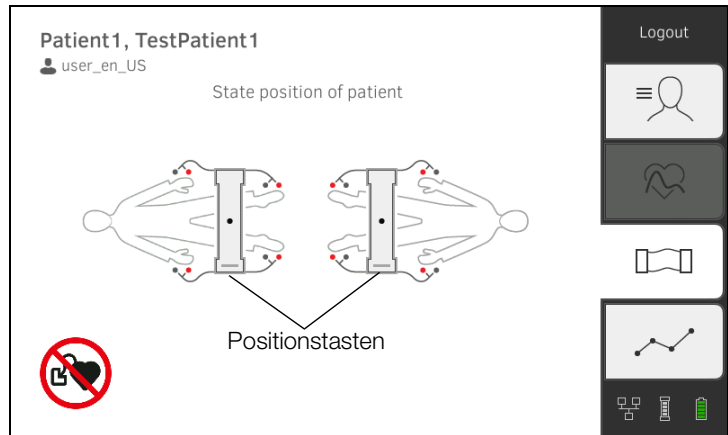 Patient1, TestPatient1
user_en_US
State position of patient
Positionstasten
Logout